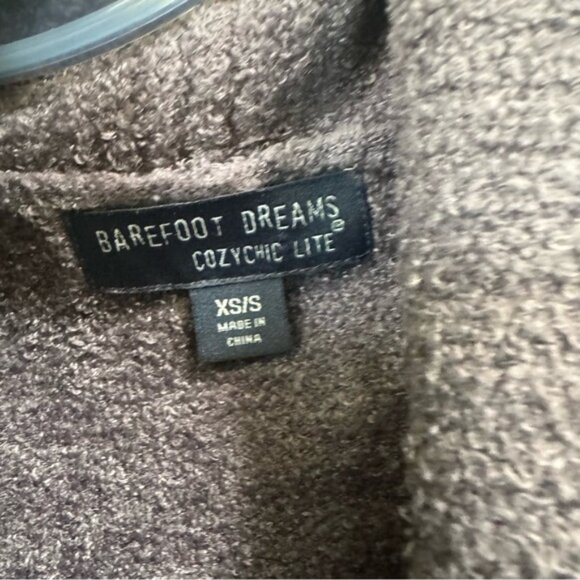 BAREFOOT DREAMS®
COZYCHIC LITE
XS/S
MADE IN
CHINA